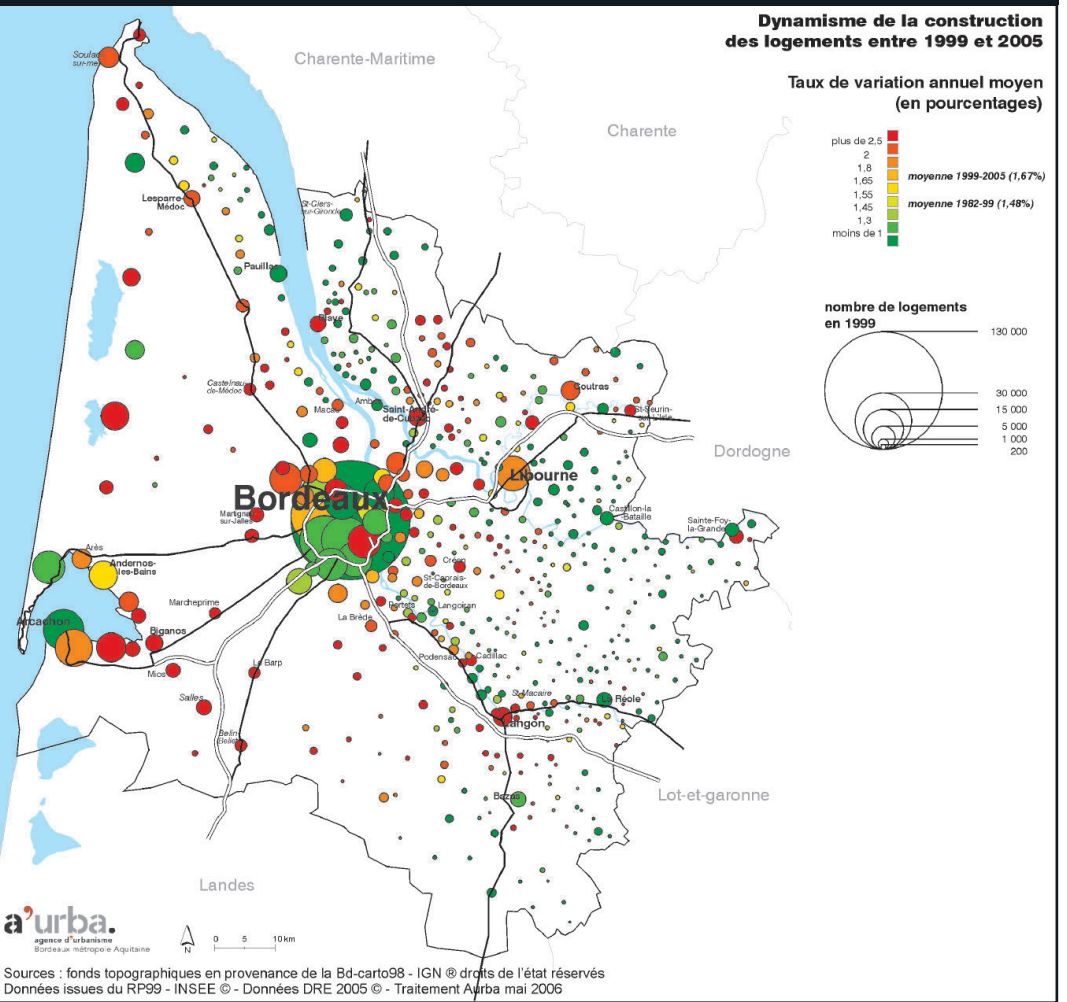 Dynamisme de la construction
des logements entre 1999 et 2005
Taux de variation annuel moyen
(en pourcentages)
plus de 2,5
2
1,8
1,65
1,55
1,45
1,3
moins de 1
moyenne 1999-2005 (1,67%)
moyenne 1982-99 (1,48%)
nombre de logements
en 1999
130 000
30 000
15 000
5 000
1 000
200
Charente-Maritime
Charente
Dordogne
Lot-et-garonne
Landes
Soulac
sur-mer
Lesparre-
Médoc
St-Ciers-
sur-Gironde
Pauillac
Blaye
Castelnau
de-Médoc
Macau
Saint-André-
de-Cubzac
Coutras
St-Seurin-
Libourne
Bordeaux
Martignas
sur-Jalles
Castillon-la
Bataille
Sainte-Foy-
la-Grande
Arès
Andernos-
les-Bains
Créon
St-Caprais-
de-Bordeaux
Marcheprime
La Brède
Portets
Langoiran
Arcachon
Biganos
Podensac
Cadillac
Mios
Le Barp
St-Macaire
La Réole
Salles
Langon
Belin-
Beliet
Bazas
a'urba.
agence d'urbanisme
Bordeaux métropole Aquitaine
N
0 5 10 km
Sources : fonds topographiques en provenance de la Bd-carto98 - IGN ® droits de l'état réservés
Données issues du RP99 - INSEE © - Données DRE 2005 © - Traitement Aurba mai 2006